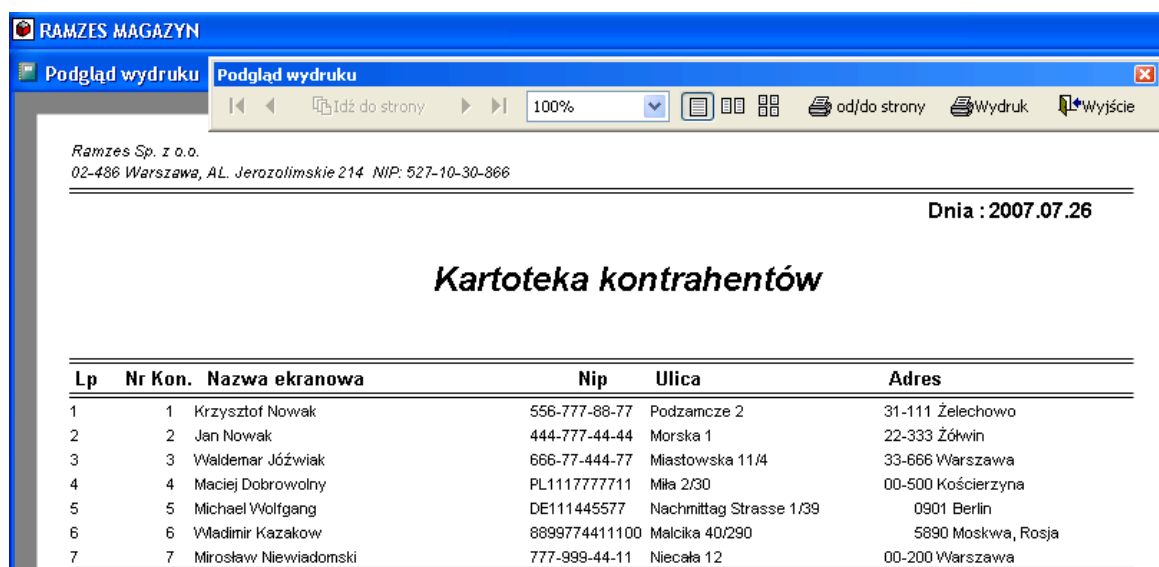 RAMZES MAGAZYN
Podgląd wydruku
Podgląd wydruku
Idź do strony 100% od/do strony Wydruk Wyjście
Ramzes Sp. z o.o.
02-486 Warszawa, AL. Jerozolimskie 214 NIP: 527-10-30-866
Dnia : 2007.07.26
Kartoteka kontrahentów
Lp Nr Kon. Nazwa ekranowa Nip Ulica Adres
1 1 Krzysztof Nowak 556-777-88-77 Podzamcze 2 31-111 Żelechowo
2 2 Jan Nowak 444-777-44-44 Morska 1 22-333 Żółwin
3 3 Waldemar Jóźwiak 666-77-444-77 Miastowska 11/4 33-666 Warszawa
4 4 Maciej Dobrowolny PL1117777711 Miła 2/30 00-500 Kościerzyna
5 5 Michael Wolfgang DE111445577 Nachmittag Strasse 1/39 0901 Berlin
6 6 Władimir Kazakow 8899774411100 Malcika 40/290 5890 Moskwa, Rosja
7 7 Mirosław Niewiadomski 777-999-44-11 Niecała 12 00-200 Warszawa